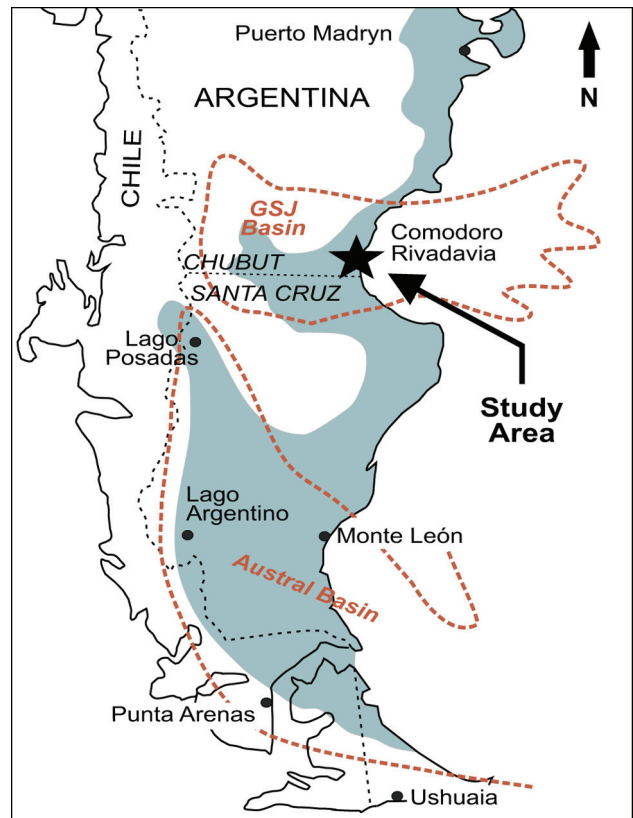 Puerto Madryn
ARGENTINA
N
CHILE
GSJ
Basin
Comodoro
Rivadavia
CHUBUT
SANTA CRUZ
Lago
Posadas
Study
Area
Lago
Argentino
Monte León
Austral Basin
Punta Arenas
Ushuaia